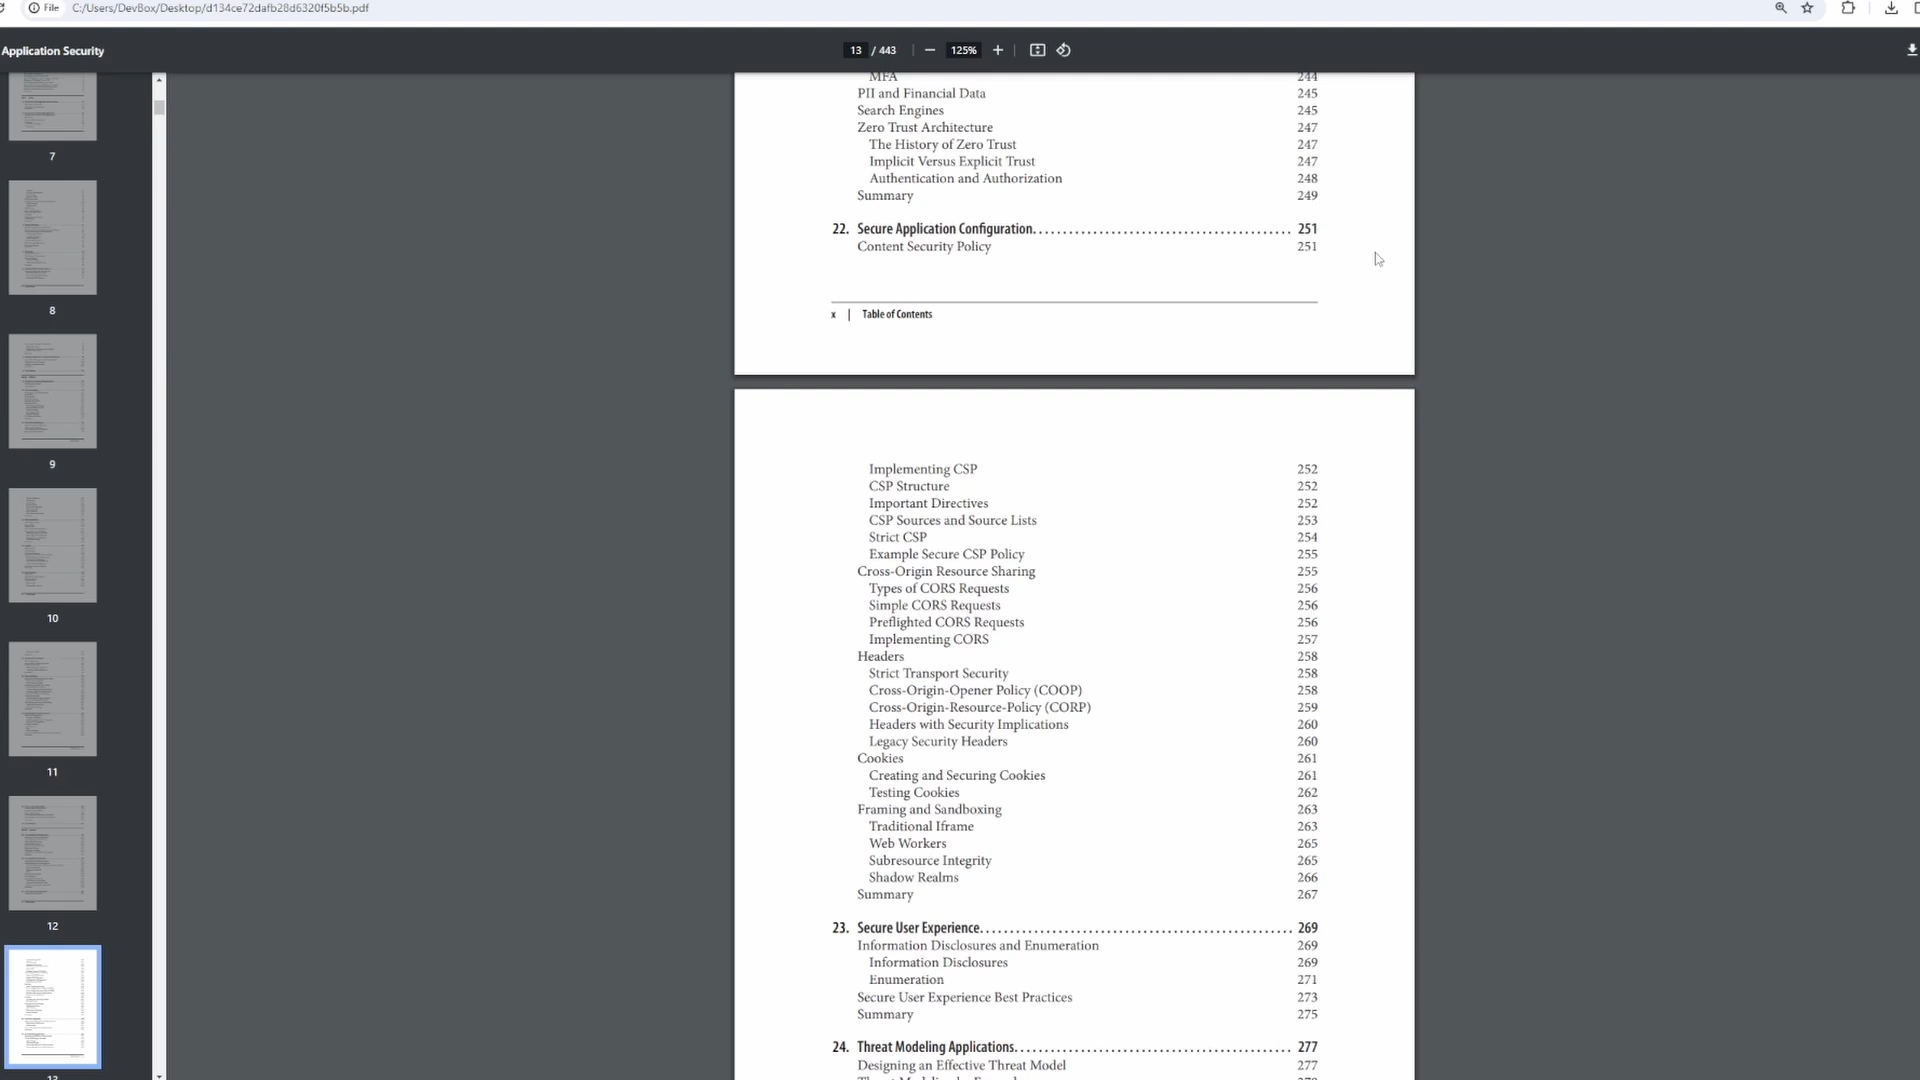 File
C:/Users/DevBox/Desktop/d134ce72dafb28d6320f5b5b.pdf
Application Security
13 / 443
125%
7
8
9
10
11
12
MFA 244
PII and Financial Data 245
Search Engines 245
Zero Trust Architecture 247
The History of Zero Trust 247
Implicit Versus Explicit Trust 247
Authentication and Authorization 248
Summary 249
22. Secure Application Configuration. 251
Content Security Policy 251
x | Table of Contents
Implementing CSP 252
CSP Structure 252
Important Directives 252
CSP Sources and Source Lists 253
Strict CSP 254
Example Secure CSP Policy 255
Cross-Origin Resource Sharing 255
Types of CORS Requests 256
Simple CORS Requests 256
Preflighted CORS Requests 256
Implementing CORS 257
Headers 258
Strict Transport Security 258
Cross-Origin-Opener Policy (COOP) 258
Cross-Origin-Resource-Policy (CORP) 259
Headers with Security Implications 260
Legacy Security Headers 260
Cookies 261
Creating and Securing Cookies 261
Testing Cookies 262
Framing and Sandboxing 263
Traditional Iframe 263
Web Workers 265
Subresource Integrity 265
Shadow Realms 266
Summary 267
23. Secure User Experience. 269
Information Disclosures and Enumeration 269
Information Disclosures 269
Enumeration 271
Secure User Experience Best Practices 273
Summary 275
24. Threat Modeling Applications. 277
Designing an Effective Threat Model 277